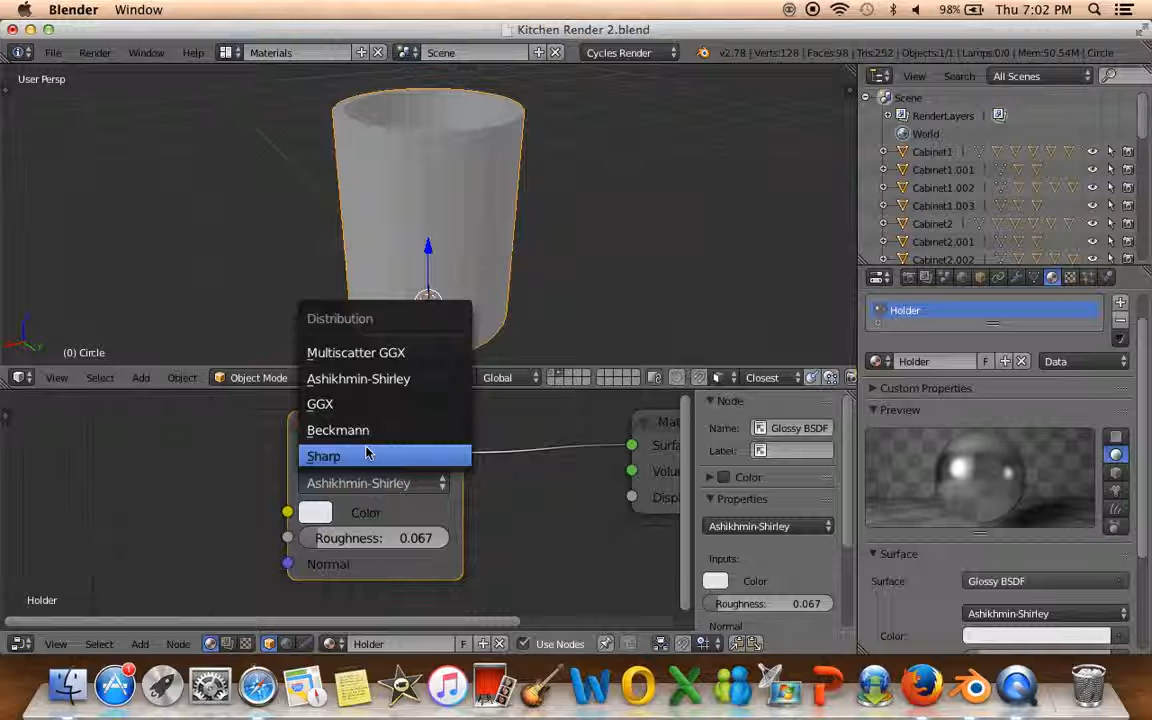 Blender Window 98% Thu 7:02 PM
Kitchen Render 2.blend
File Render Window Help Materials Scene Cycles Render v2.78 | Verts:128 | Faces:98 | Tris:252 | Objects:1/1 | Lamps:0/0 | Mem:50.54M | Circle
User Persp
View Search All Scenes
Scene
RenderLayers
World
Cabinet1
Cabinet1.001
Cabinet1.002
Cabinet1.003
Cabinet2
Cabinet2.001
Cabinet2.002
(0) Circle
View Select Add Object Object Mode Global Closest
Distribution
Multiscatter GGX
Ashikhmin-Shirley
GGX
Beckmann
Sharp
Ashikhmin-Shirley
Color
Roughness: 0.067
Normal
Holder
Mat
Surfa
Volu
Disp
Node
Name: Glossy BSDF
Label:
Color
Properties
Ashikhmin-Shirley
Inputs:
Color
Roughness: 0.067
Normal
Holder
Holder F Data
Custom Properties
Preview
Surface
Surface Glossy BSDF
Ashikhmin-Shirley
Color:
View Select Add Node Holder F Use Nodes